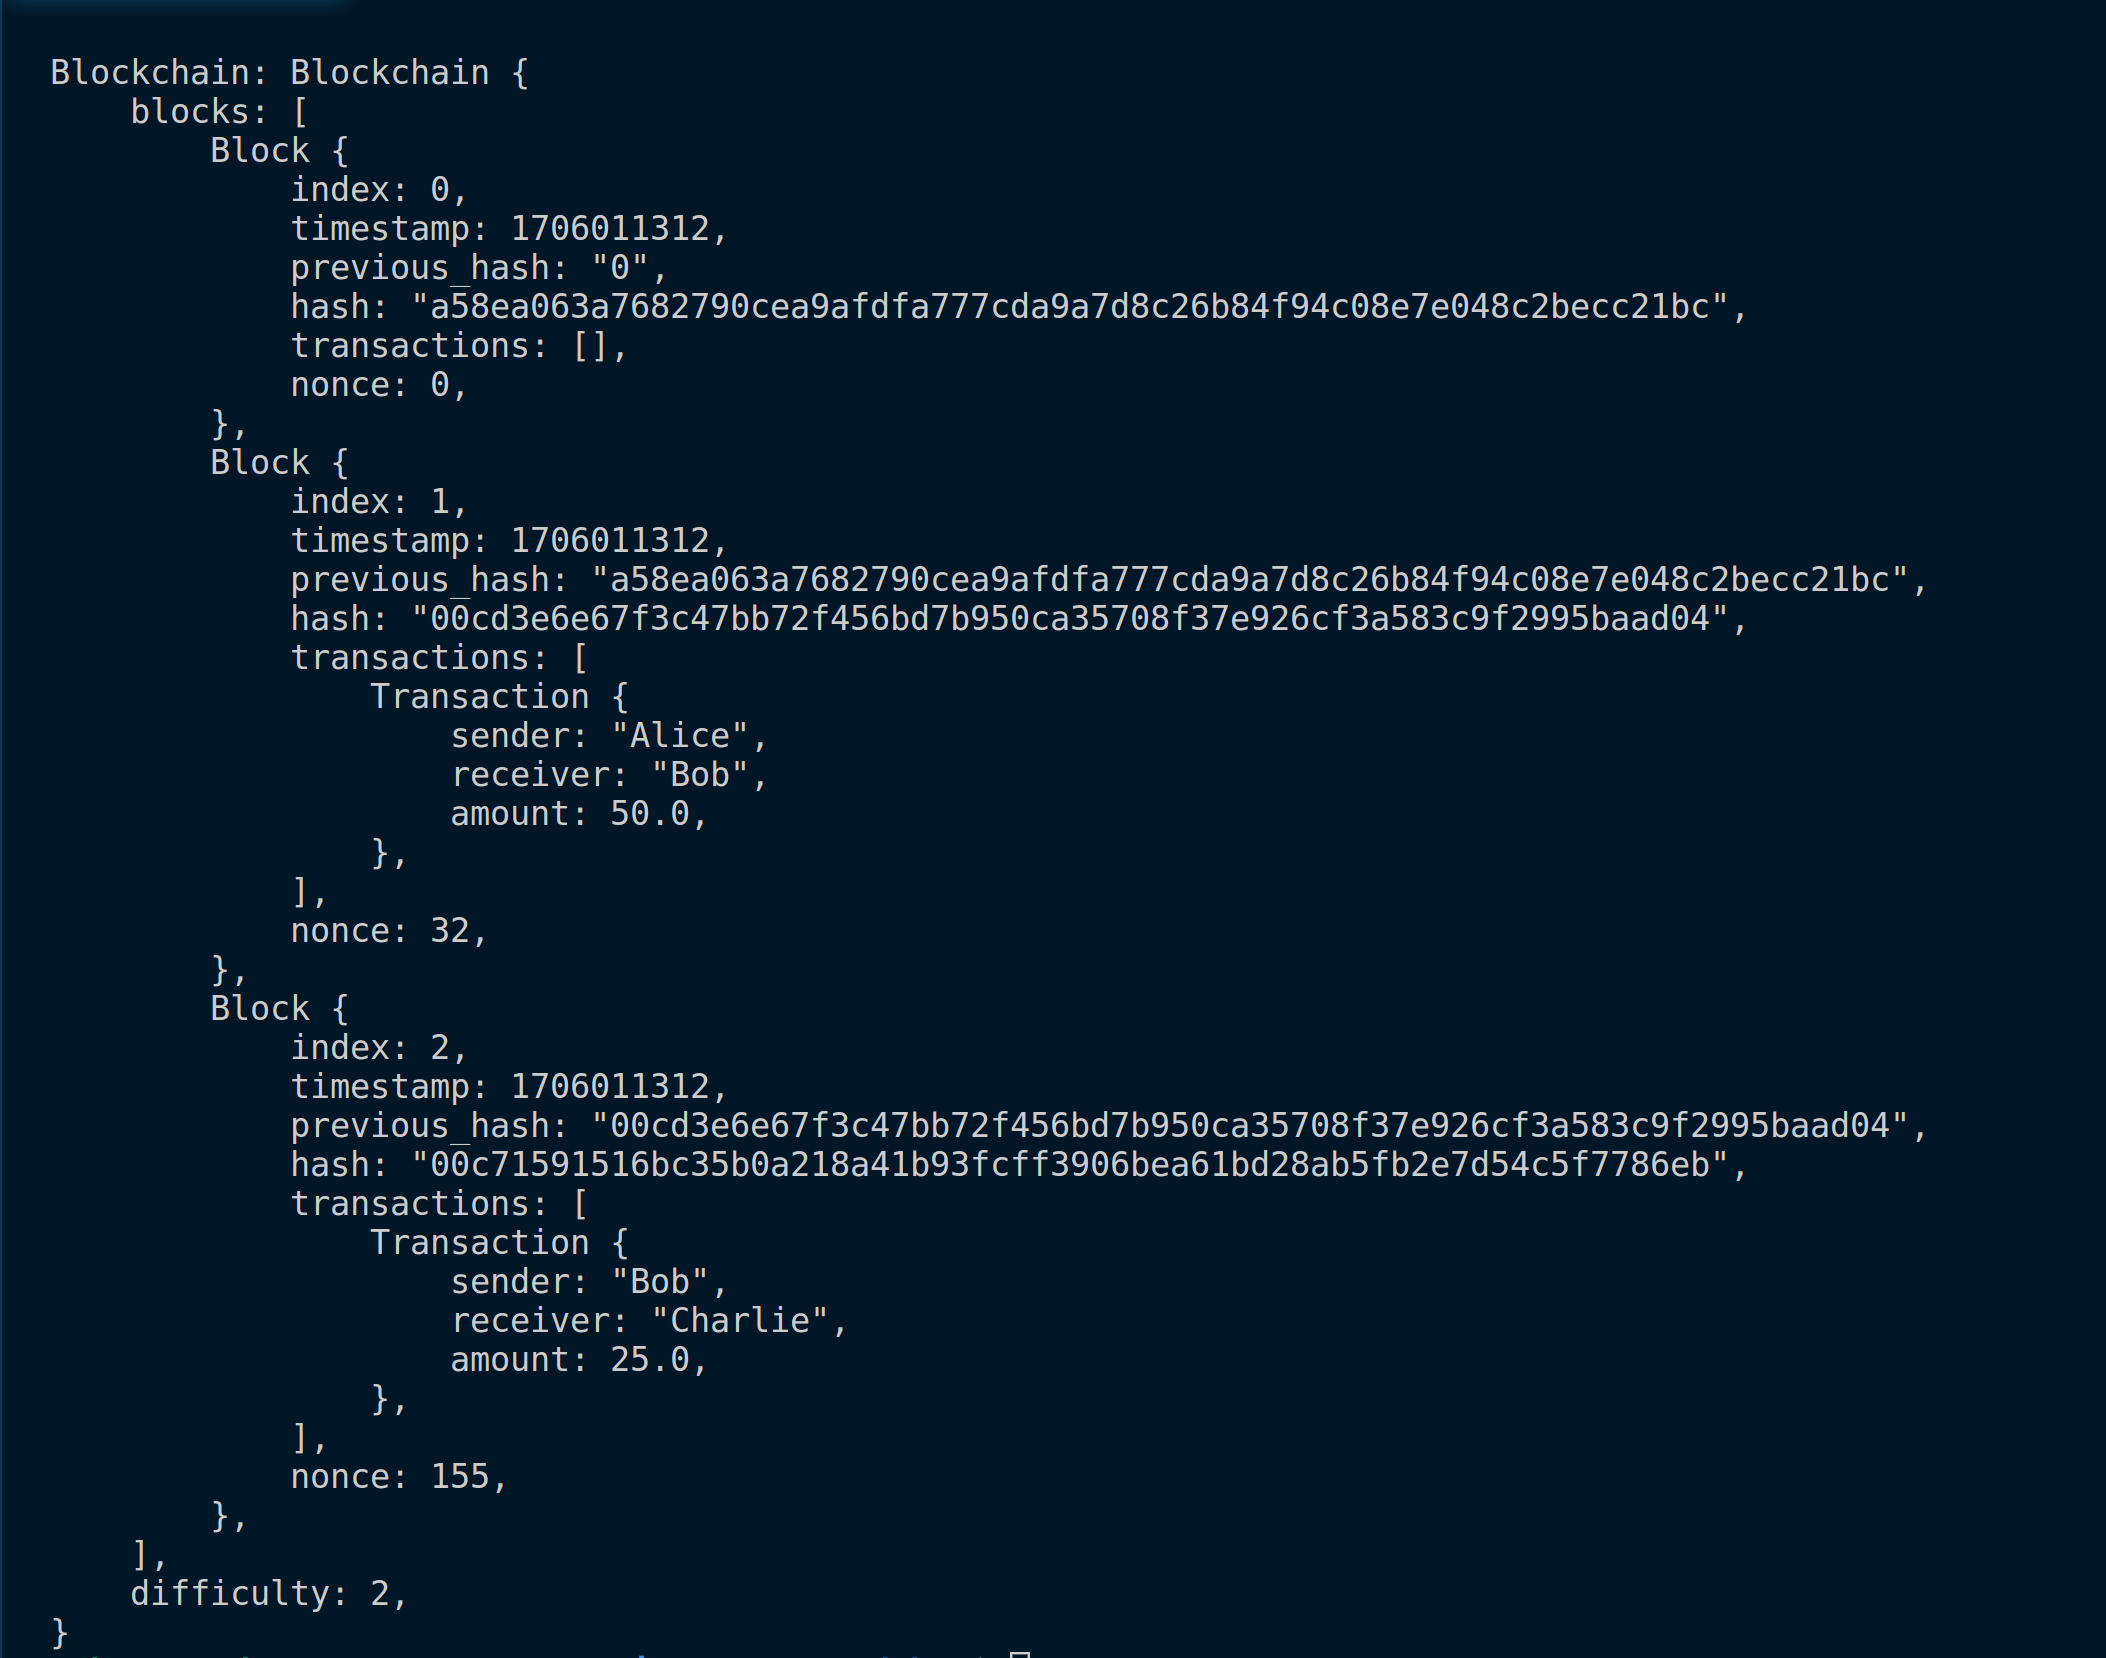 Blockchain: Blockchain {
    blocks: [
        Block {
            index: 0,
            timestamp: 1706011312,
            previous_hash: "0",
            hash: "a58ea063a7682790cea9afdfa777cda9a7d8c26b84f94c08e7e048c2becc21bc",
            transactions: [],
            nonce: 0,
        },
        Block {
            index: 1,
            timestamp: 1706011312,
            previous_hash: "a58ea063a7682790cea9afdfa777cda9a7d8c26b84f94c08e7e048c2becc21bc",
            hash: "00cd3e6e67f3c47bb72f456bd7b950ca35708f37e926cf3a583c9f2995baad04",
            transactions: [
                Transaction {
                    sender: "Alice",
                    receiver: "Bob",
                    amount: 50.0,
                },
            ],
            nonce: 32,
        },
        Block {
            index: 2,
            timestamp: 1706011312,
            previous_hash: "00cd3e6e67f3c47bb72f456bd7b950ca35708f37e926cf3a583c9f2995baad04",
            hash: "00c71591516bc35b0a218a41b93fcff3906bea61bd28ab5fb2e7d54c5f7786eb",
            transactions: [
                Transaction {
                    sender: "Bob",
                    receiver: "Charlie",
                    amount: 25.0,
                },
            ],
            nonce: 155,
        },
    ],
    difficulty: 2,
}